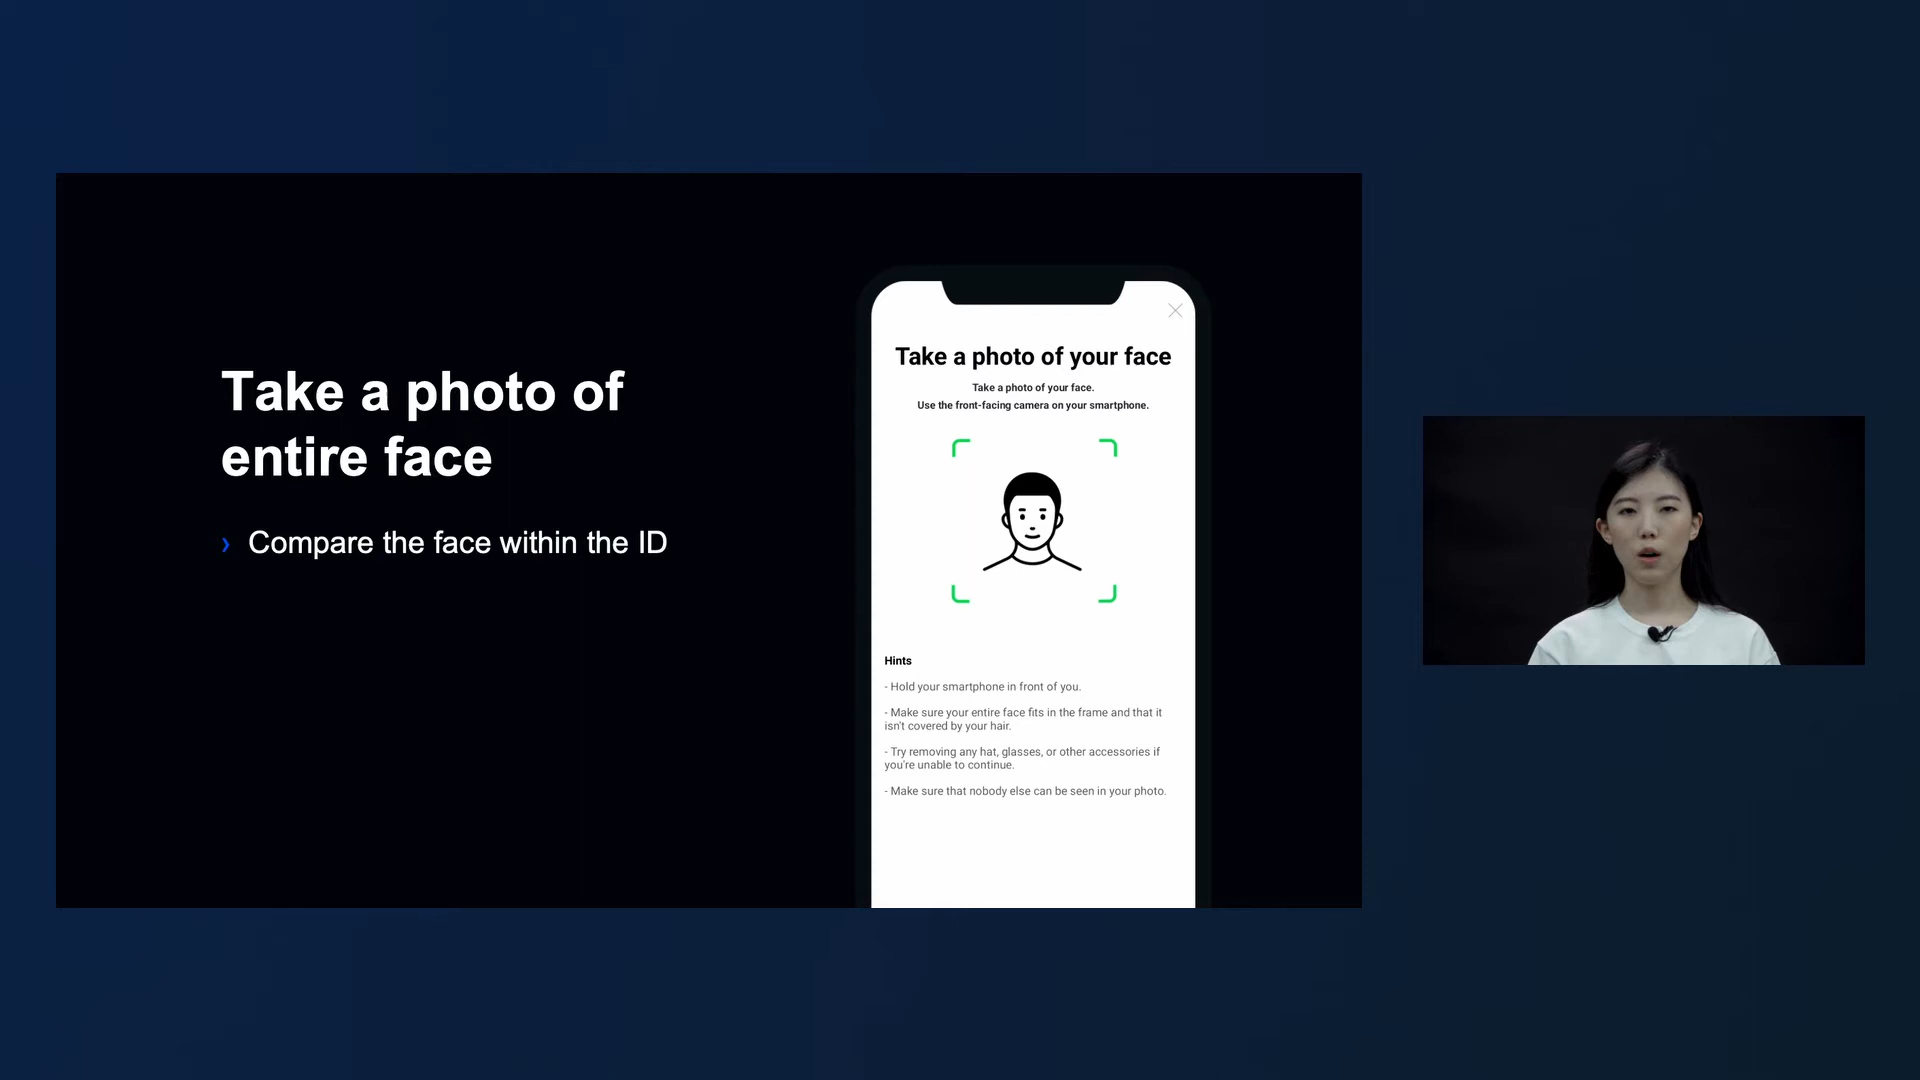 Take a photo of
entire face
› Compare the face within the ID
Take a photo of your face
Take a photo of your face.
Use the front-facing camera on your smartphone.
Hints
- Hold your smartphone in front of you.
- Make sure your entire face fits in the frame and that it
isn't covered by your hair.
- Try removing any hat, glasses, or other accessories if
you're unable to continue.
- Make sure that nobody else can be seen in your photo.